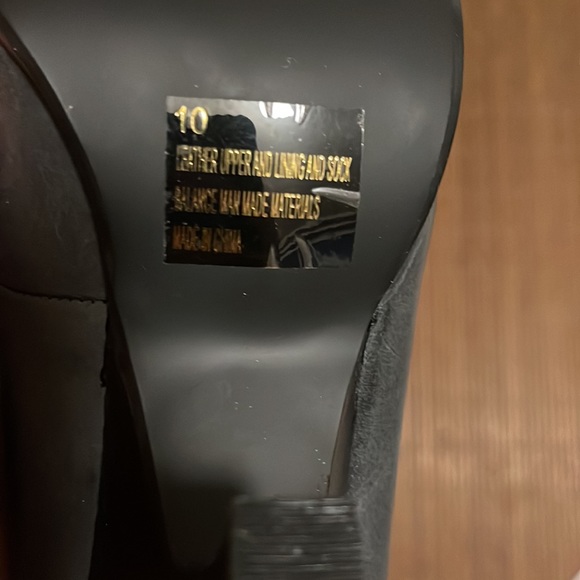 10
LEATHER UPPER AND LINING AND SOCK
BALANCE MAN MADE MATERIALS
MADE IN CHINA